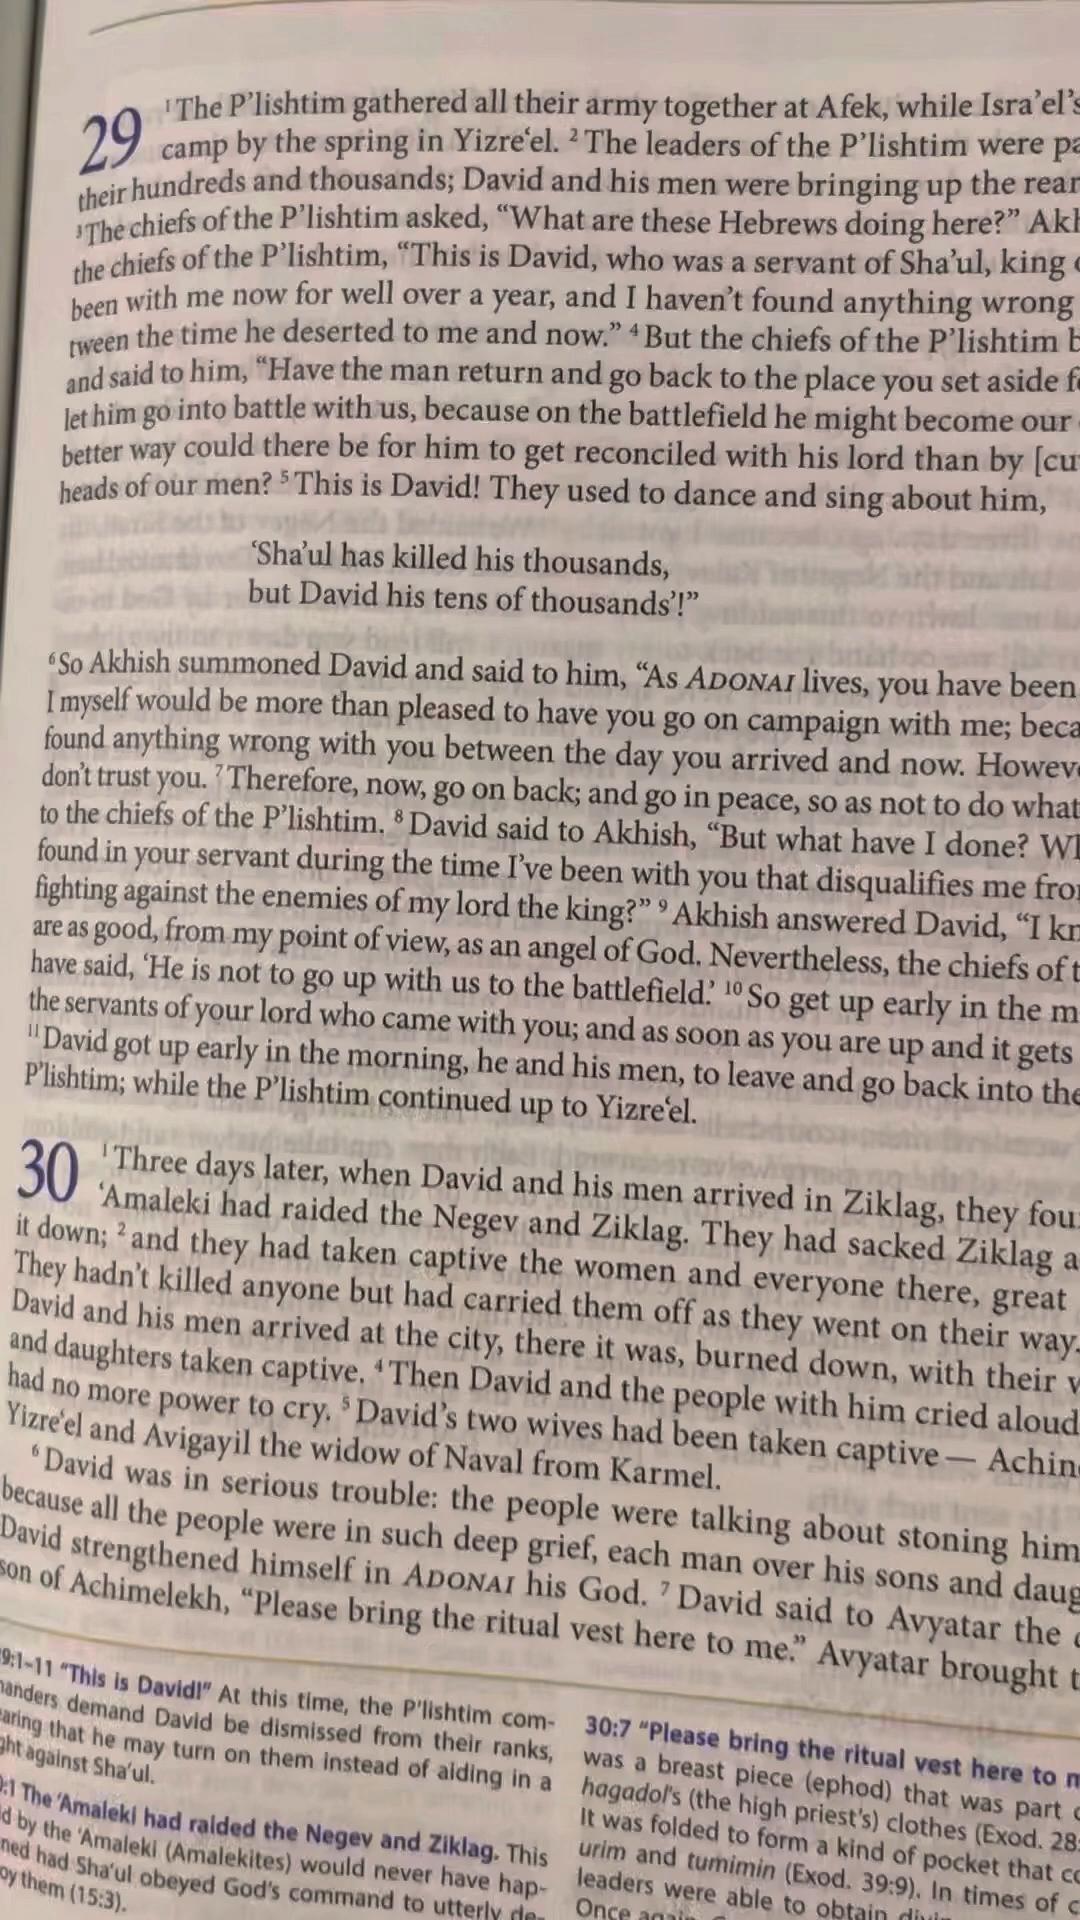 29 ¹The P'lishtim gathered all their army together at Afek, while Isra'el's
camp by the spring in Yizre‘el. ²The leaders of the P'lishtim were
their hundreds and thousands; David and his men were bringing up the rear
³The chiefs of the P'lishtim asked, “What are these Hebrews doing here?”
the chiefs of the P'lishtim, “This is David, who was a servant of Sha'ul, king
been with me now for well over a year, and I haven't found anything wrong
tween the time he deserted to me and now.” ⁴But the chiefs of the P'lishtim
and said to him, “Have the man return and go back to the place you set aside
let him go into battle with us, because on the battlefield he might become our
better way could there be for him to get reconciled with his lord than by
heads of our men? ⁵This is David! They used to dance and sing about him,
‘Sha'ul has killed his thousands,
but David his tens of thousands’!”
⁶So Akhish summoned David and said to him, “As ADONAI lives, you have been
I myself would be more than pleased to have you go on campaign with me;
found anything wrong with you between the day you arrived and now.
don't trust you. ⁷Therefore, now, go on back; and go in peace, so as not to do what
to the chiefs of the P'lishtim. ⁸David said to Akhish, “But what have I done?
found in your servant during the time I've been with you that disqualifies me
fighting against the enemies of my lord the king?” ⁹Akhish answered David, “I
are as good, from my point of view, as an angel of God. Nevertheless, the chiefs of
have said, ‘He is not to go up with us to the battlefield.’ ¹⁰So get up early in the
the servants of your lord who came with you; and as soon as you are up and it gets
¹¹David got up early in the morning, he and his men, to leave and go back into the
P'lishtim; while the P'lishtim continued up to Yizre‘el.
30 ¹Three days later, when David and his men arrived in Ziklag, they
‘Amaleki had raided the Negev and Ziklag. They had sacked Ziklag
it down; ²and they had taken captive the women and everyone there, great
They hadn't killed anyone but had carried them off as they went on their way.
David and his men arrived at the city, there it was, burned down, with their
and daughters taken captive. ⁴Then David and the people with him cried aloud
had no more power to cry. ⁵David's two wives had been taken captive —
Yizre‘el and Avigayil the widow of Naval from Karmel.
⁶David was in serious trouble: the people were talking about stoning him
because all the people were in such deep grief, each man over his sons and
David strengthened himself in ADONAI his God. ⁷David said to Avyatar the
son of Achimelekh, “Please bring the ritual vest here to me.” Avyatar brought
9:1–11 “This is David!” At this time, the P'lishtim com-
demand David be dismissed from their ranks,
that he may turn on them instead of aiding in a
against Sha'ul.
:1 The ‘Amaleki had raided the Negev and Ziklag. This
by the ‘Amaleki (Amalekites) would never have hap-
had Sha'ul obeyed God's command to utterly de-
them (15:3).
30:7 “Please bring the ritual vest here to
was a breast piece (ephod) that was part
hagadol's (the high priest's) clothes (Exod. 28:
It was folded to form a kind of pocket that
urim and tumimin (Exod. 39:9). In times of
leaders were able to obtain
Once again